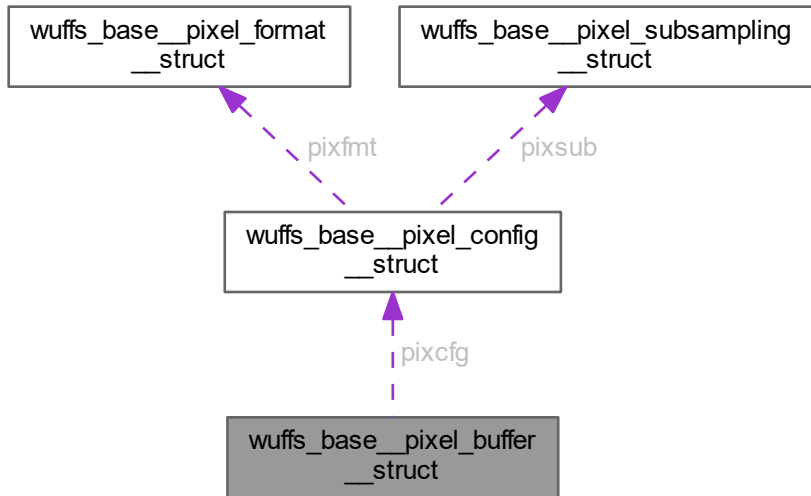 wuffs_base__pixel_format
__struct
wuffs_base__pixel_subsampling
__struct
pixfmt
pixsub
wuffs_base__pixel_config
__struct
pixcfg
wuffs_base__pixel_buffer
__struct